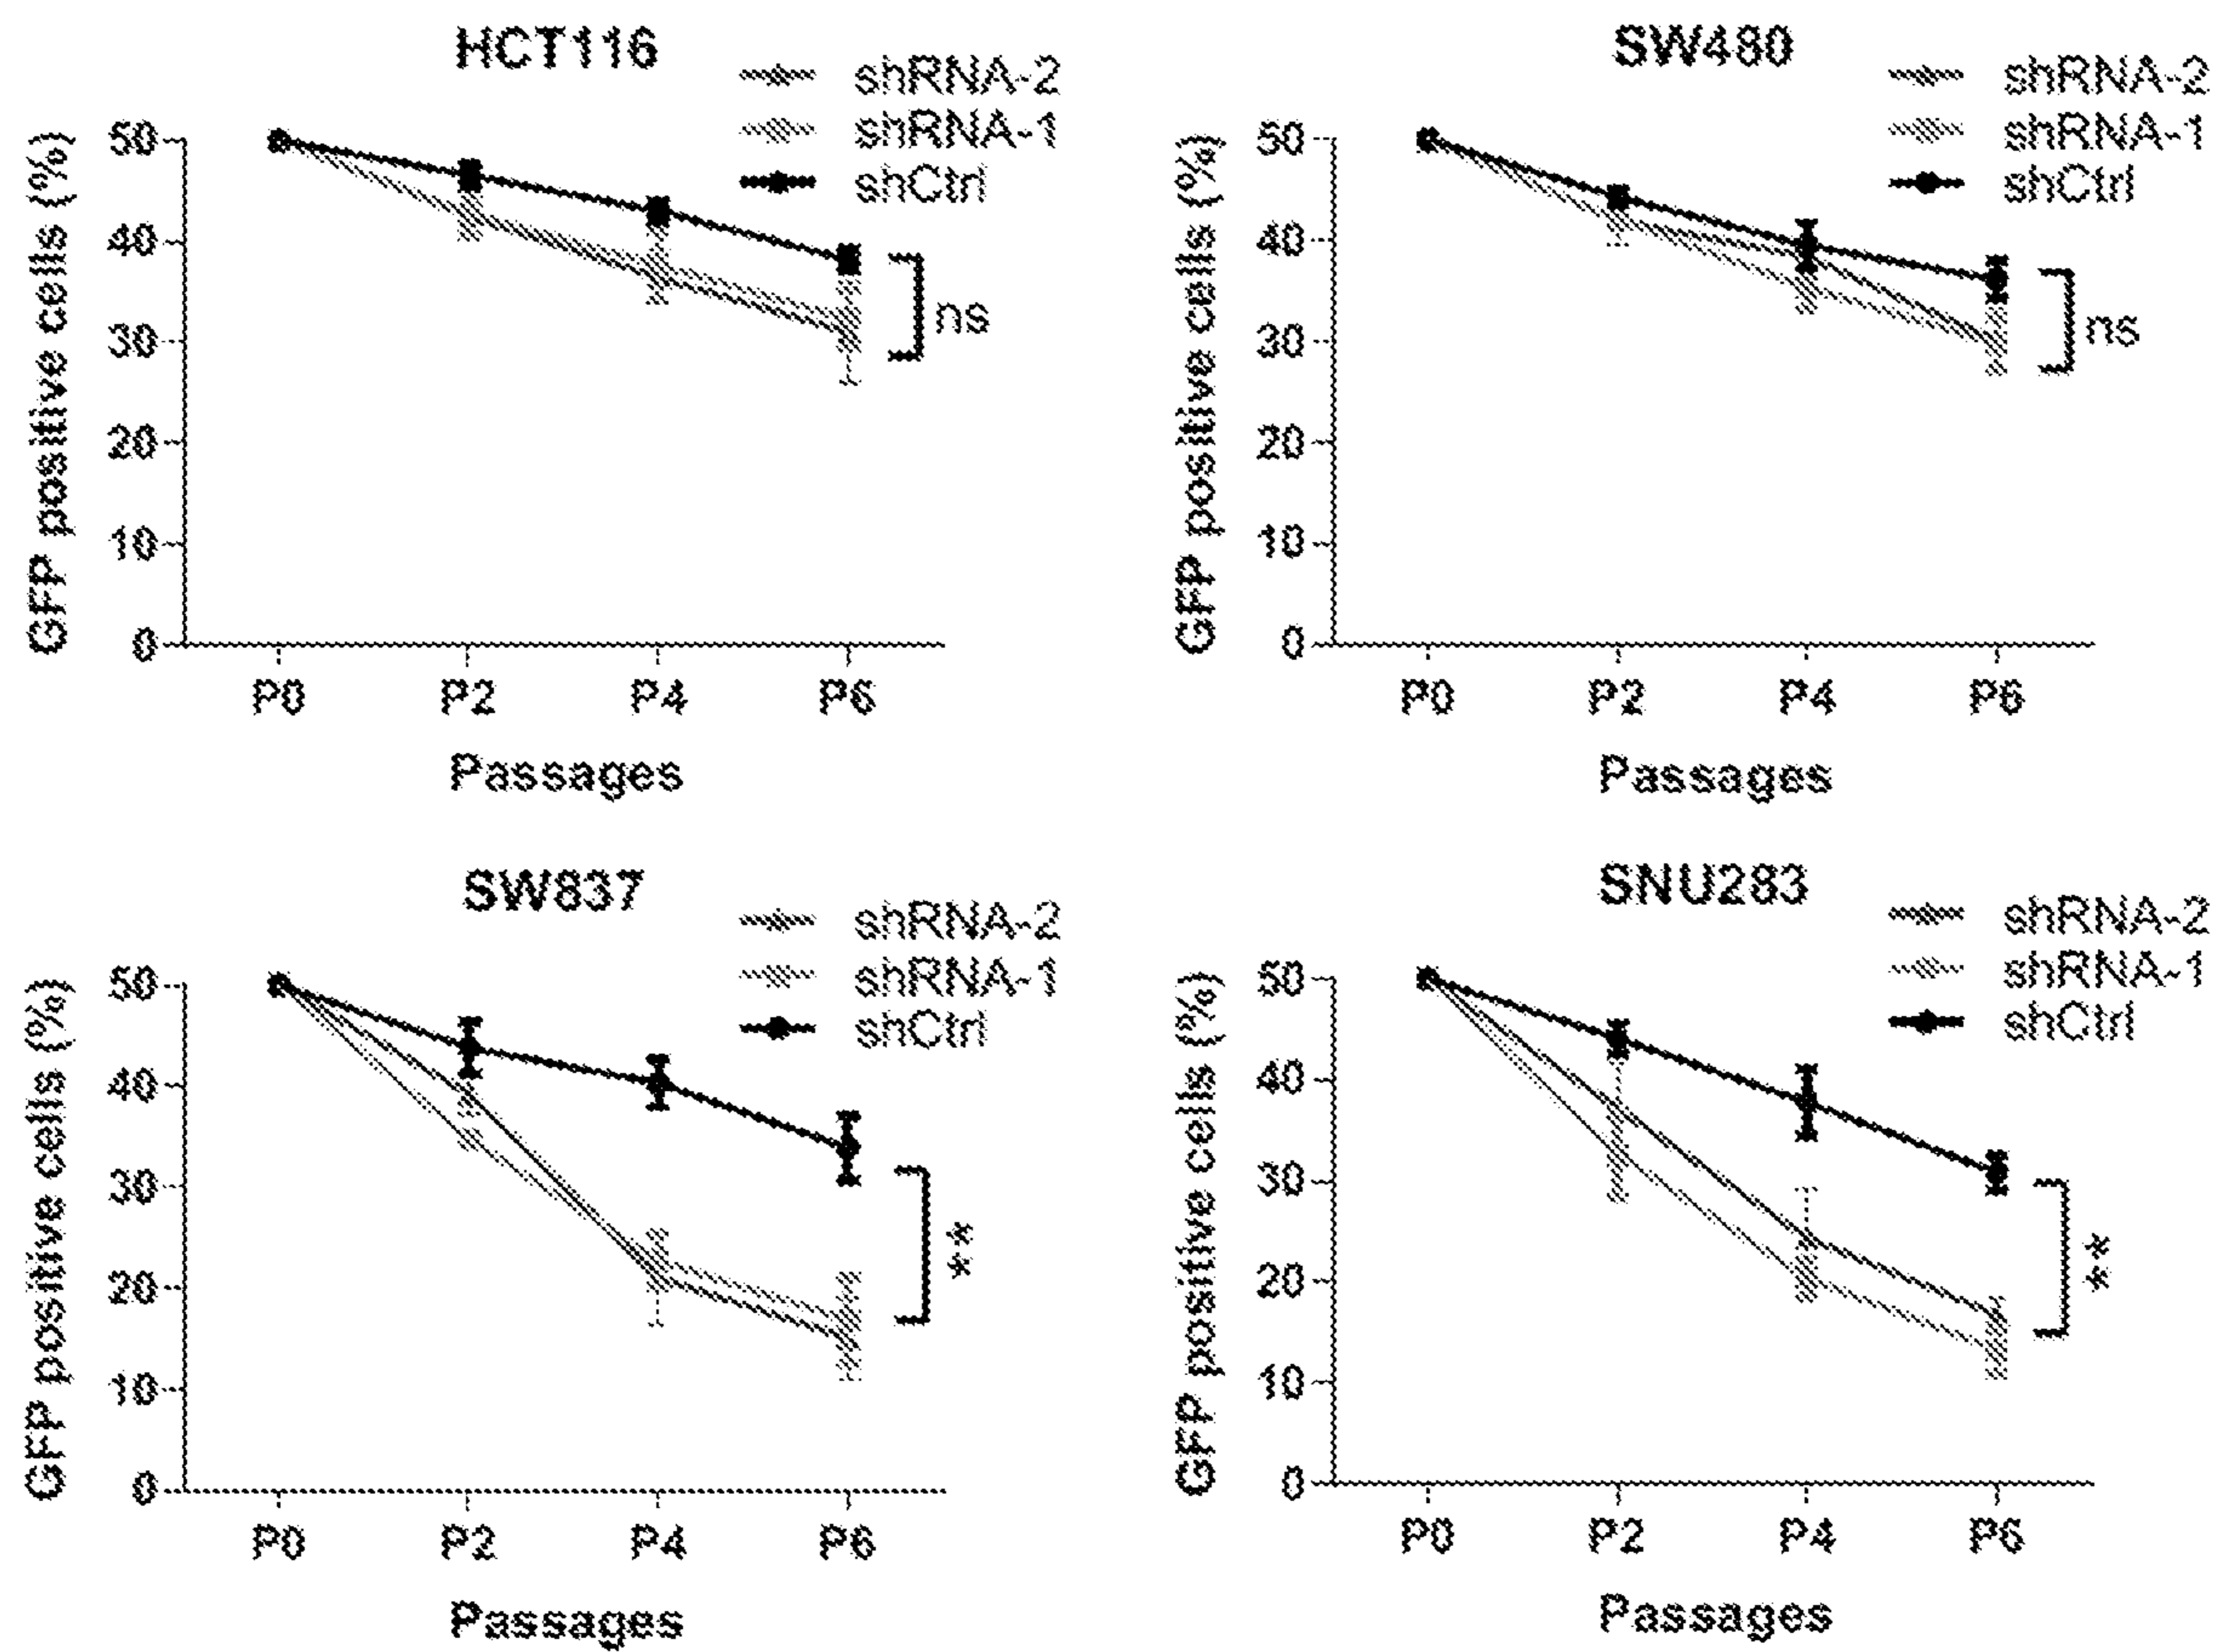 HCT116
shRNA-2
shRNA-1
shCtrl
GFP positive cells (%)
50
40
30
20
10
0
ns
P0 P2 P4 P6
Passages
SW480
shRNA-2
shRNA-1
shCtrl
GFP positive cells (%)
50
40
30
20
10
0
ns
P0 P2 P4 P6
Passages
SW837
shRNA-2
shRNA-1
shCtrl
GFP positive cells (%)
50
40
30
20
10
0
**
P0 P2 P4 P6
Passages
SNU283
shRNA-2
shRNA-1
shCtrl
GFP positive cells (%)
50
40
30
20
10
0
**
P0 P2 P4 P6
Passages